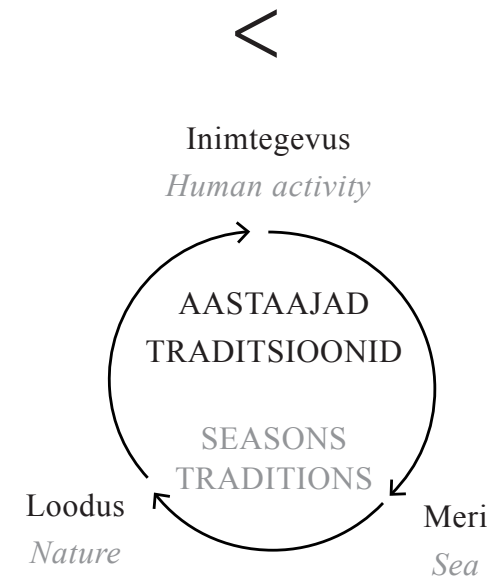 <
Inimtegevus
Human activity
AASTAAJAD
TRADITSIOONID
SEASONS
TRADITIONS
Loodus
Nature
Meri
Sea